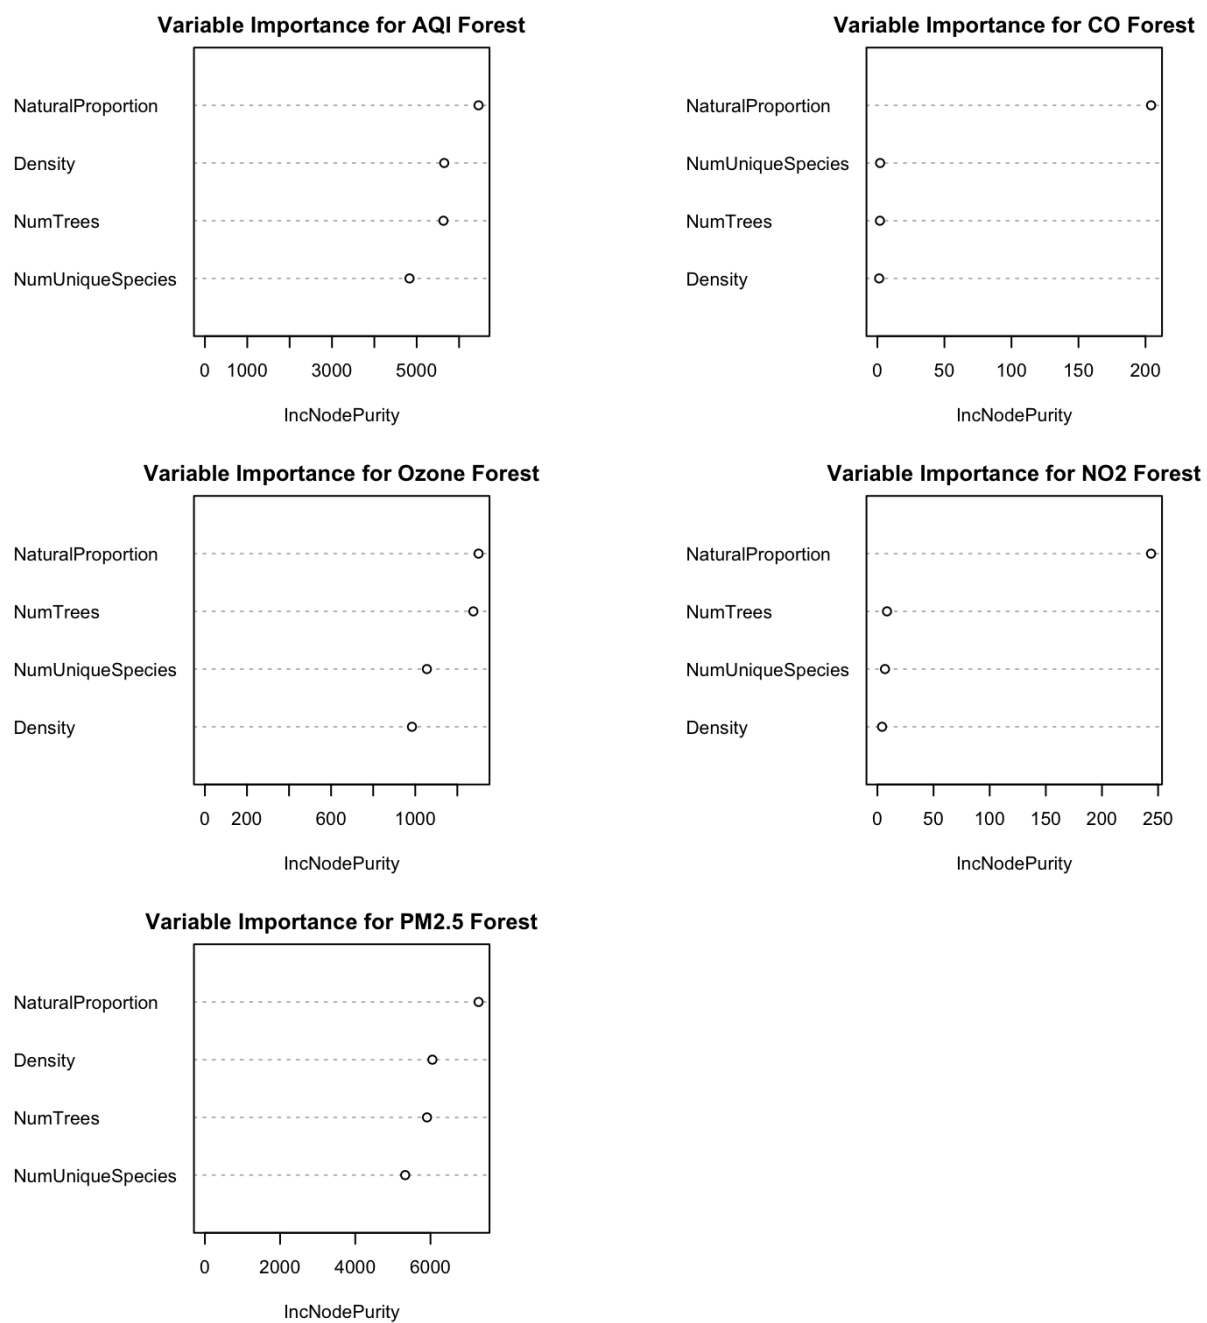 Variable Importance for AQI Forest
NaturalProportion
Density
NumTrees
NumUniqueSpecies
0 1000 3000 5000
IncNodePurity
Variable Importance for CO Forest
NaturalProportion
NumUniqueSpecies
NumTrees
Density
0 50 100 150 200
IncNodePurity
Variable Importance for Ozone Forest
NaturalProportion
NumTrees
NumUniqueSpecies
Density
0 200 600 1000
IncNodePurity
Variable Importance for NO2 Forest
NaturalProportion
NumTrees
NumUniqueSpecies
Density
0 50 100 150 200 250
IncNodePurity
Variable Importance for PM2.5 Forest
NaturalProportion
Density
NumTrees
NumUniqueSpecies
0 2000 4000 6000
IncNodePurity